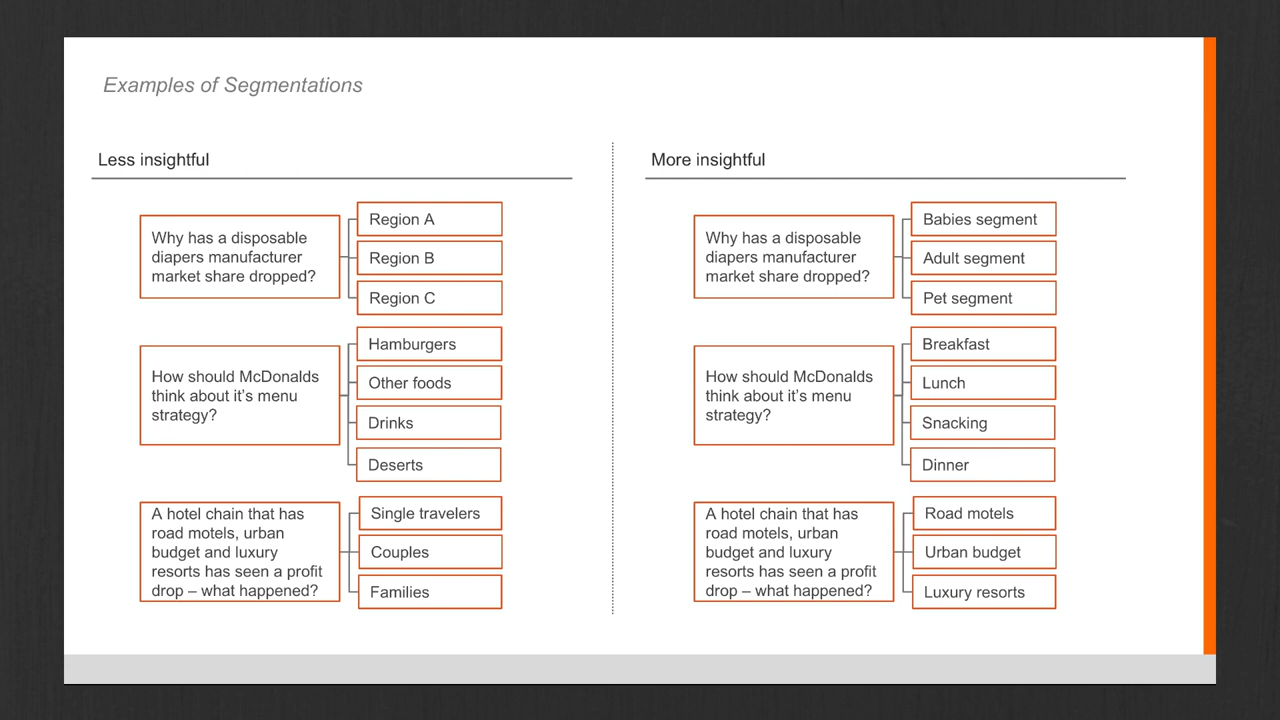 Examples of Segmentations
Less insightful
Why has a disposable
diapers manufacturer
market share dropped?
Region A
Region B
Region C
How should McDonalds
think about it's menu
strategy?
Hamburgers
Other foods
Drinks
Deserts
A hotel chain that has
road motels, urban
budget and luxury
resorts has seen a profit
drop – what happened?
Single travelers
Couples
Families
More insightful
Why has a disposable
diapers manufacturer
market share dropped?
Babies segment
Adult segment
Pet segment
How should McDonalds
think about it's menu
strategy?
Breakfast
Lunch
Snacking
Dinner
A hotel chain that has
road motels, urban
budget and luxury
resorts has seen a profit
drop – what happened?
Road motels
Urban budget
Luxury resorts